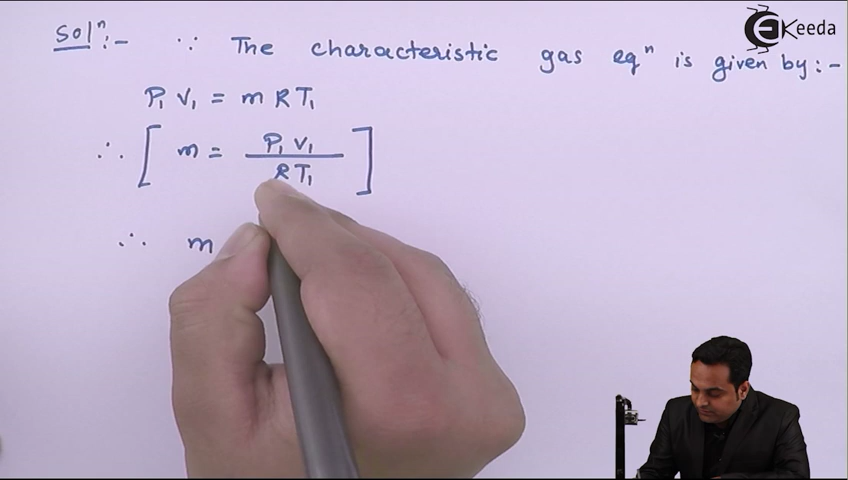 Ekeeda
Solⁿ:- ∵ The characteristic gas eqⁿ is given by:-
P₁ V₁ = m R T₁
∴ [ m = P₁ V₁ / R T₁ ]
∴ m